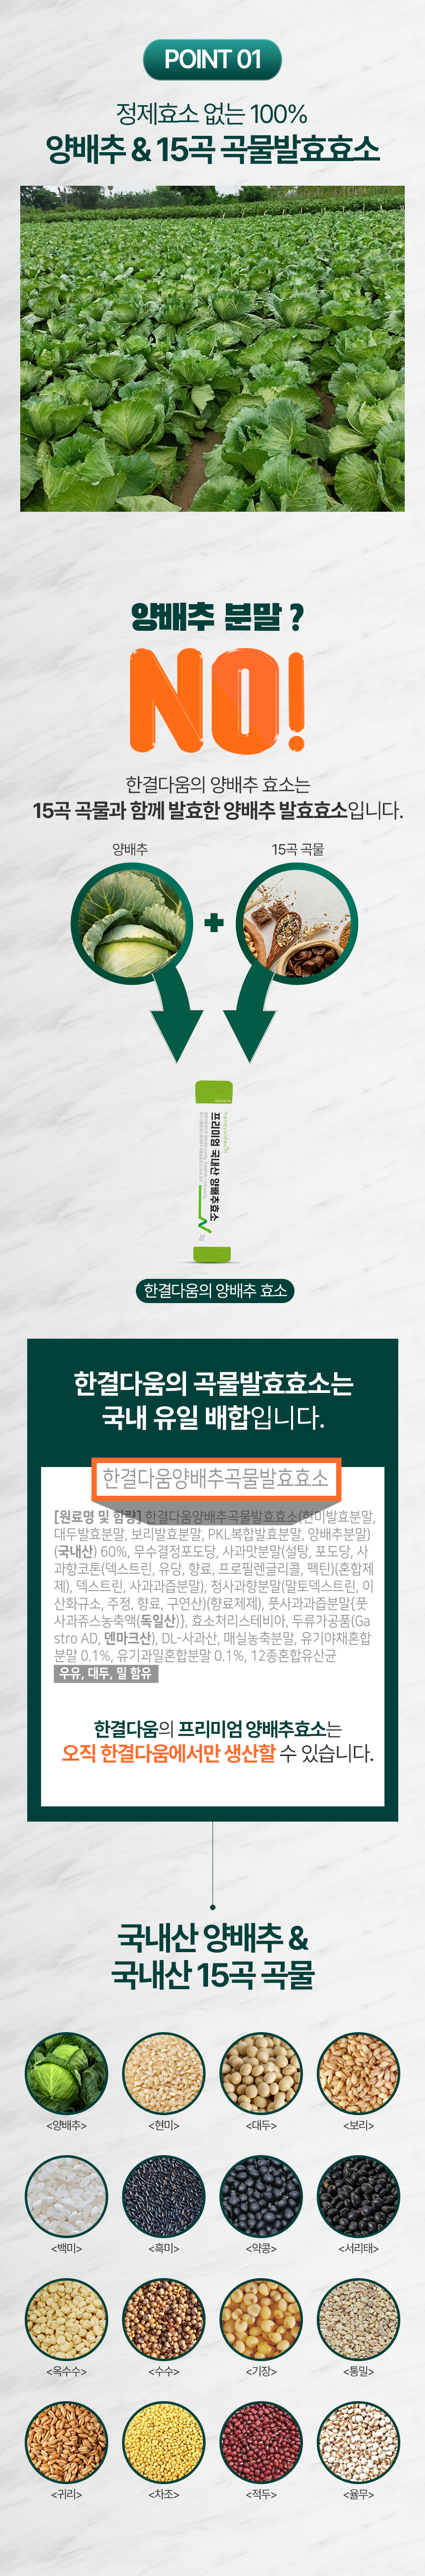 POINT 01
정제효소 없는 100%
양배추 & 15곡 곡물발효효소
양배추 분말 ?
NO!
한결다움의 양배추 효소는
15곡 곡물과 함께 발효한 양배추 발효효소입니다.
양배추
15곡 곡물
프리미엄 국내산 양배추효소
한결다움의 양배추 효소
한결다움의 곡물발효효소는
국내 유일 배합입니다.
한결다움양배추곡물발효효소
[원료명 및 함량] 한결다움양배추곡물발효효소(현미발효분말,
대두발효분말, 보리발효분말, PKL복합발효분말, 양배추분말)
(국내산) 60%, 무수결정포도당, 사과맛분말(설탕, 포도당, 사
과향코톤(덱스트린, 유당, 향료, 프로필렌글리콜, 펙틴)(혼합제
제), 덱스트린, 사과과즙분말), 청사과향분말(말토덱스트린, 이
산화규소, 주정, 향료, 구연산)(향료제제), 풋사과과즙분말{풋
사과쥬스농축액(독일산)}, 효소처리스테비아, 두류가공품(Ga
stro AD, 덴마크산), DL-사과산, 매실농축분말, 유기야채혼합
분말 0.1%, 유기과일혼합분말 0.1%, 12종혼합유산균
우유, 대두, 밀 함유
한결다움의 프리미엄 양배추효소는
오직 한결다움에서만 생산할 수 있습니다.
국내산 양배추 &
국내산 15곡 곡물
<양배추> <현미> <대두> <보리>
<백미> <흑미> <약콩> <서리태>
<옥수수> <수수> <기장> <통밀>
<귀리> <차조> <적두> <율무>